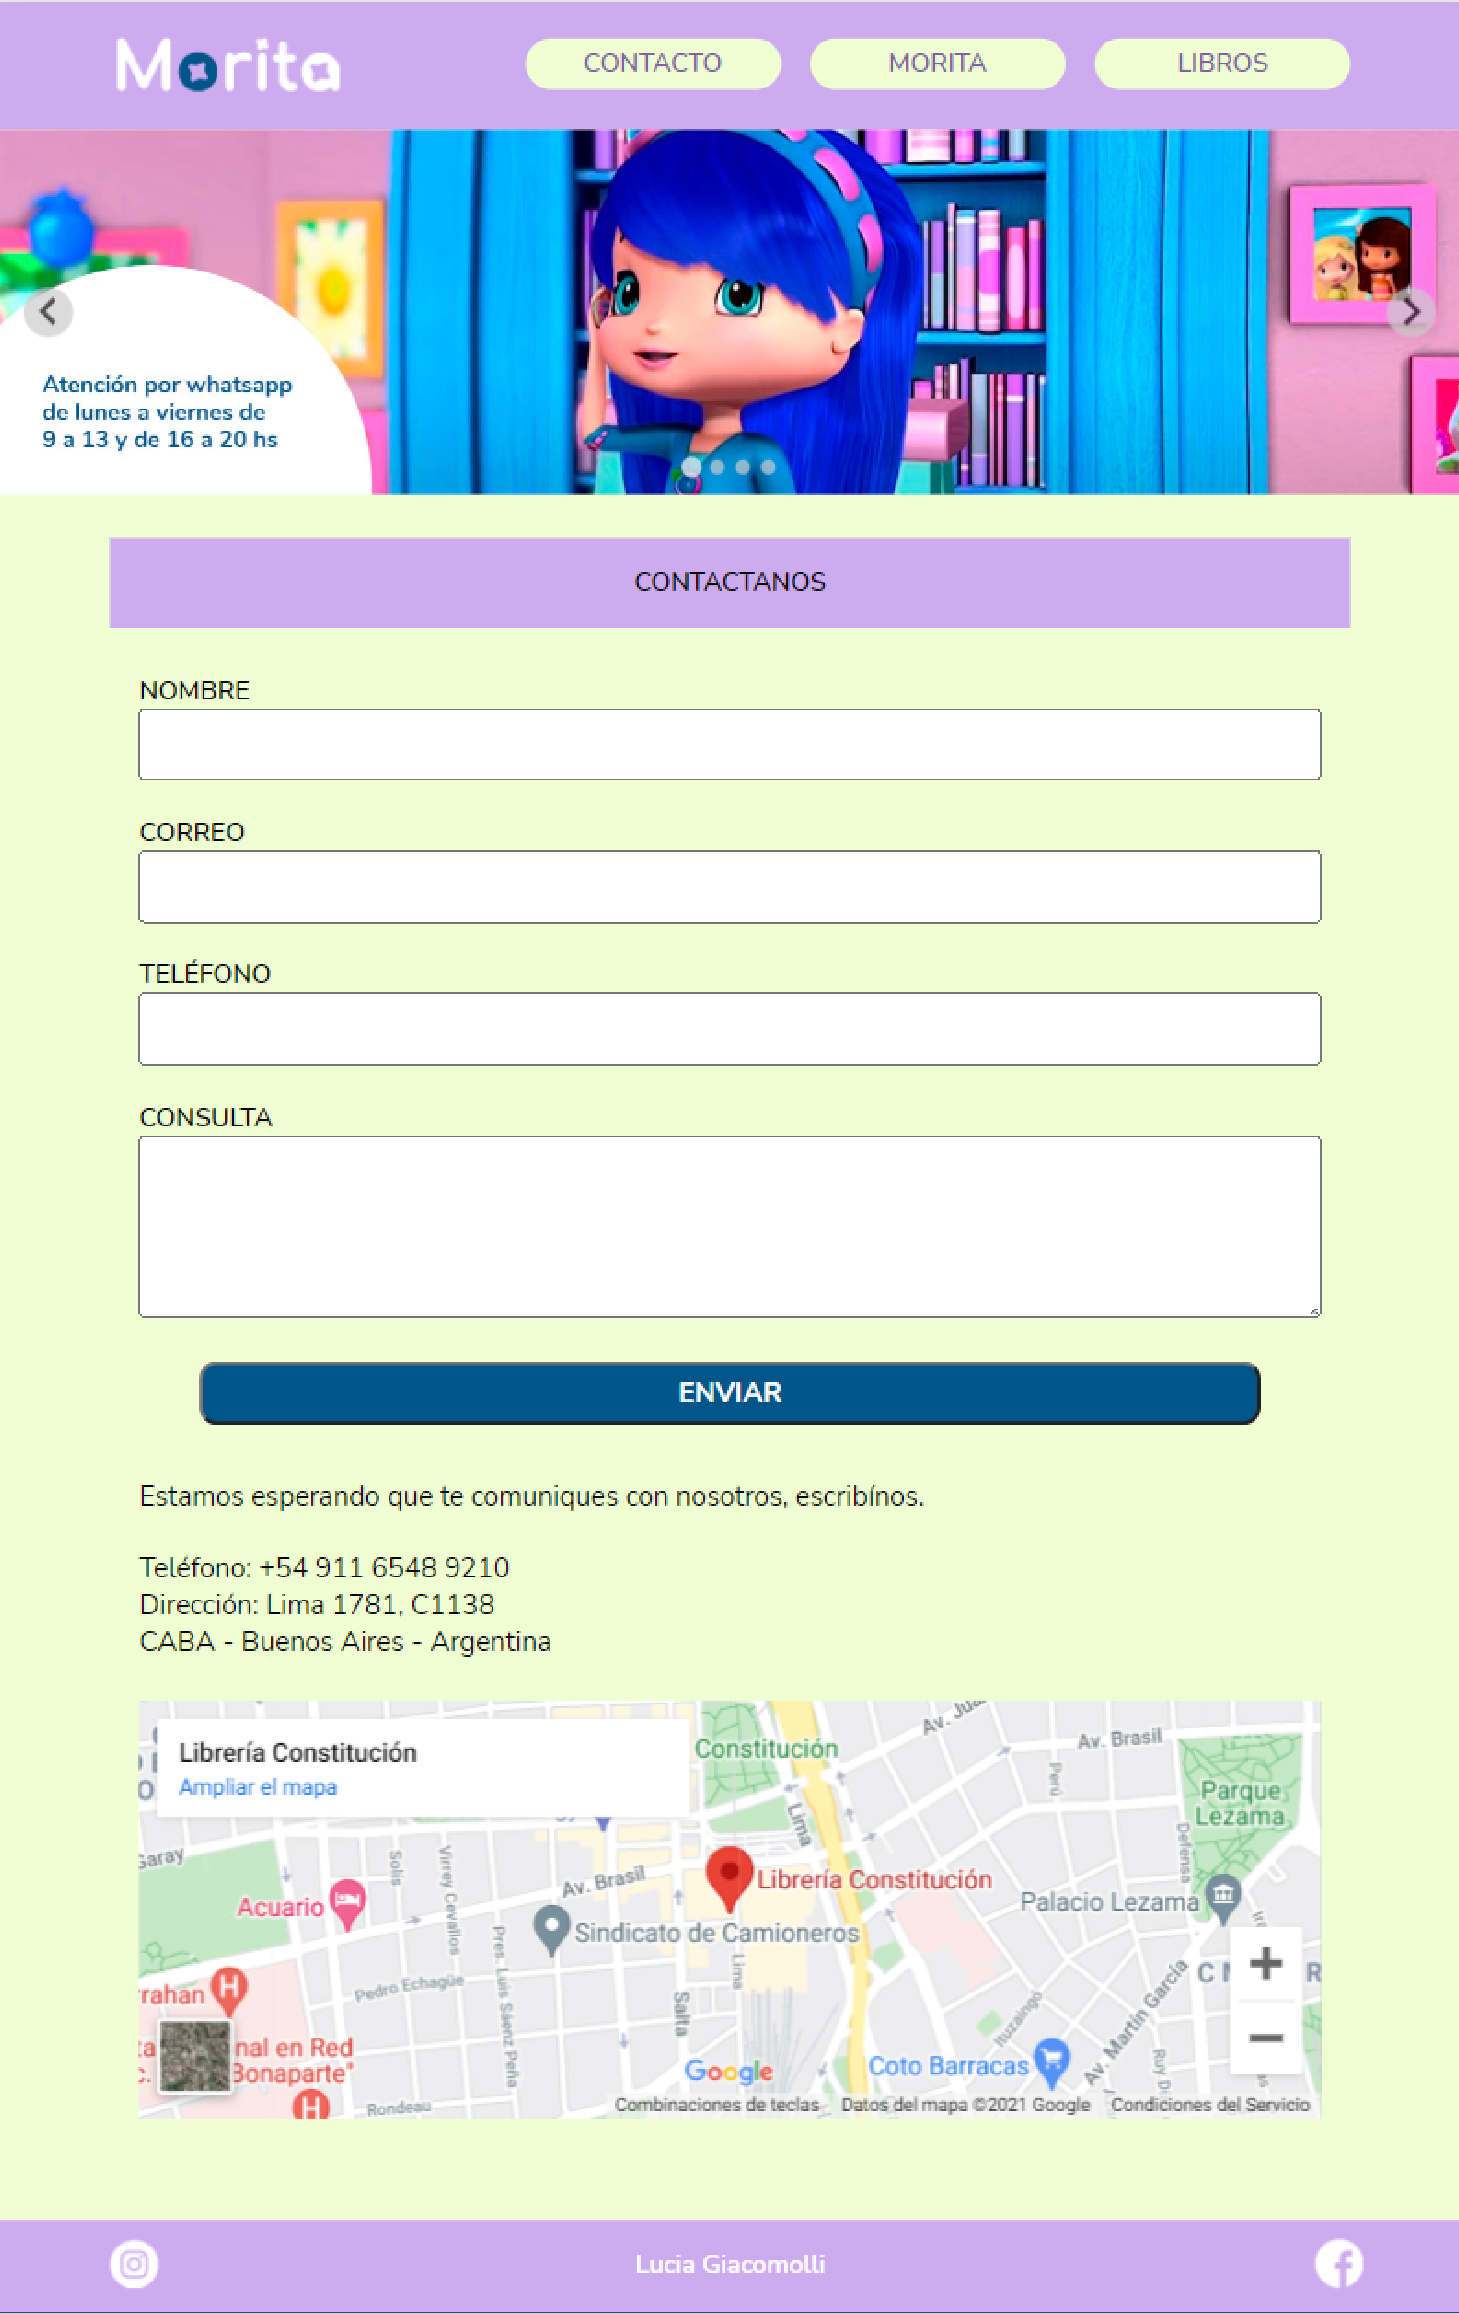 Morita
CONTACTO
MORITA
LIBROS
Atención por whatsapp
de lunes a viernes de
9 a 13 y de 16 a 20 hs
CONTACTANOS
NOMBRE
CORREO
TELÉFONO
CONSULTA
ENVIAR
Estamos esperando que te comuniques con nosotros, escribínos.
Teléfono: +54 911 6548 9210
Dirección: Lima 1781, C1138
CABA - Buenos Aires - Argentina
Librería Constitución
Ampliar el mapa
Constitución
Av. Brasil
Perú
Parque
Lezama
Lima
Defensa
Garay
Solís
Virrey Cevallos
Av. Brasil
Librería Constitución
Acuario
Palacio Lezama
Sindicato de Camioneros
Pres. Luis Sáenz Peña
Lima
Pedro Echagüe
Salta
Ituzaingó
Av. Martín García
rrahan
nal en Red
Bonaparte"
Google
Coto Barracas
Rondeau
Combinaciones de teclas
Datos del mapa ©2021 Google
Condiciones del Servicio
Lucia Giacomolli